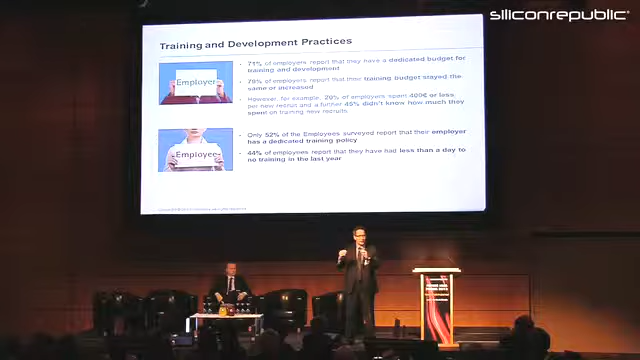 siliconrepublic
Training and Development Practices
Employer
- 71% of employers report that they have a dedicated budget for
training and development
- 78% of employers report that their training budget stayed the
same or increased
- However, for example, 20% of employers spent 400€ or less
per new recruit and a further 45% didn't know how much they
spent on training new recruits.
Employee
- Only 52% of the Employees surveyed report that their employer
has a dedicated training policy
- 44% of employees report that they have had less than a day to
no training in the last year